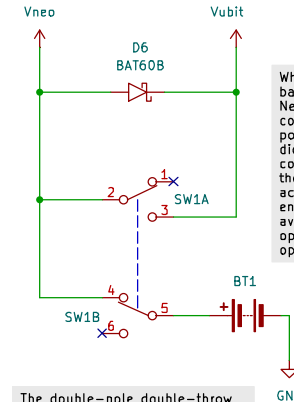 Vneo
Vubit
D6
BAT60B
1
2
SW1A
3
4
5
SW1B
6
BT1
+
GN
Wh
ba
Ne
co
po
di
co
the
ac
en
av
op
op
The double-pole double-throw